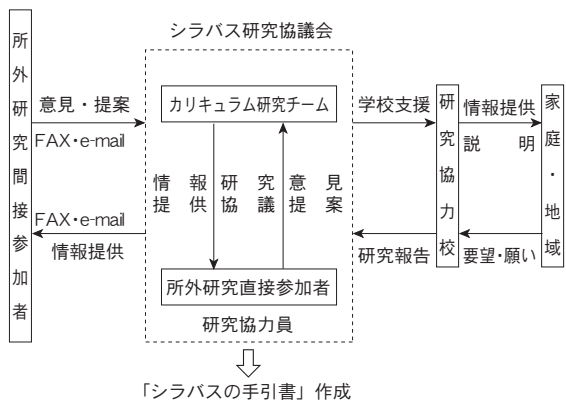 シラバス研究協議会
所外研究間接参加者
意見・提案
FAX・e-mail
FAX・e-mail
情報提供
カリキュラム研究チーム
情報提供
研究協議
意見提案
所外研究直接参加者
研究協力員
学校支援
研究報告
研究協力校
情報提供
説明
要望・願い
家庭・地域
「シラバスの手引書」作成